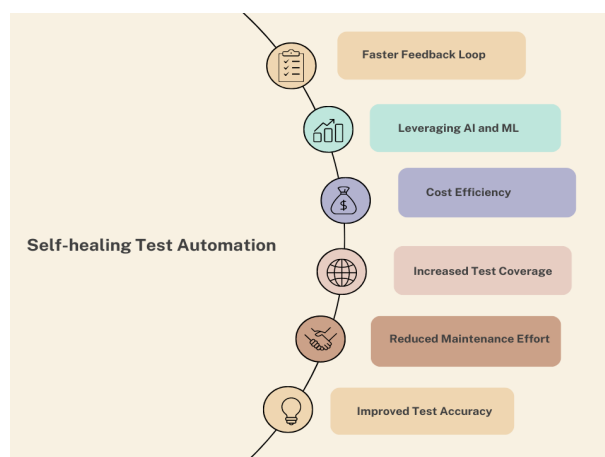 Faster Feedback Loop
Leveraging AI and ML
Cost Efficiency
$
Self-healing Test Automation
Increased Test Coverage
Reduced Maintenance Effort
Improved Test Accuracy